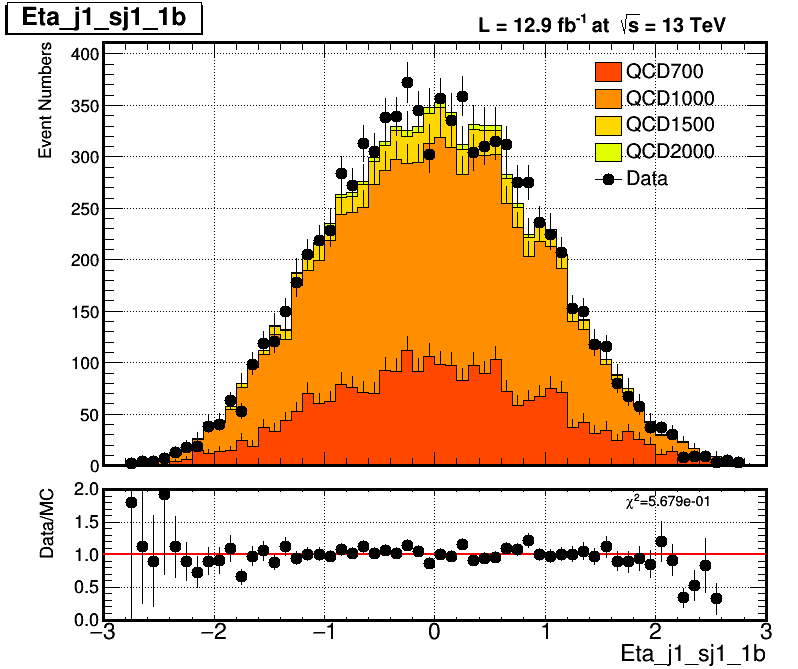 Eta_j1_sj1_1b
L = 12.9 fb⁻¹ at √s = 13 TeV
Event Numbers
400
350
300
250
200
150
100
50
0
QCD700
QCD1000
QCD1500
QCD2000
Data
Data/MC
2.0
1.5
1.0
0.5
0.0
χ²=5.679e-01
−3 −2 −1 0 1 2 3
Eta_j1_sj1_1b